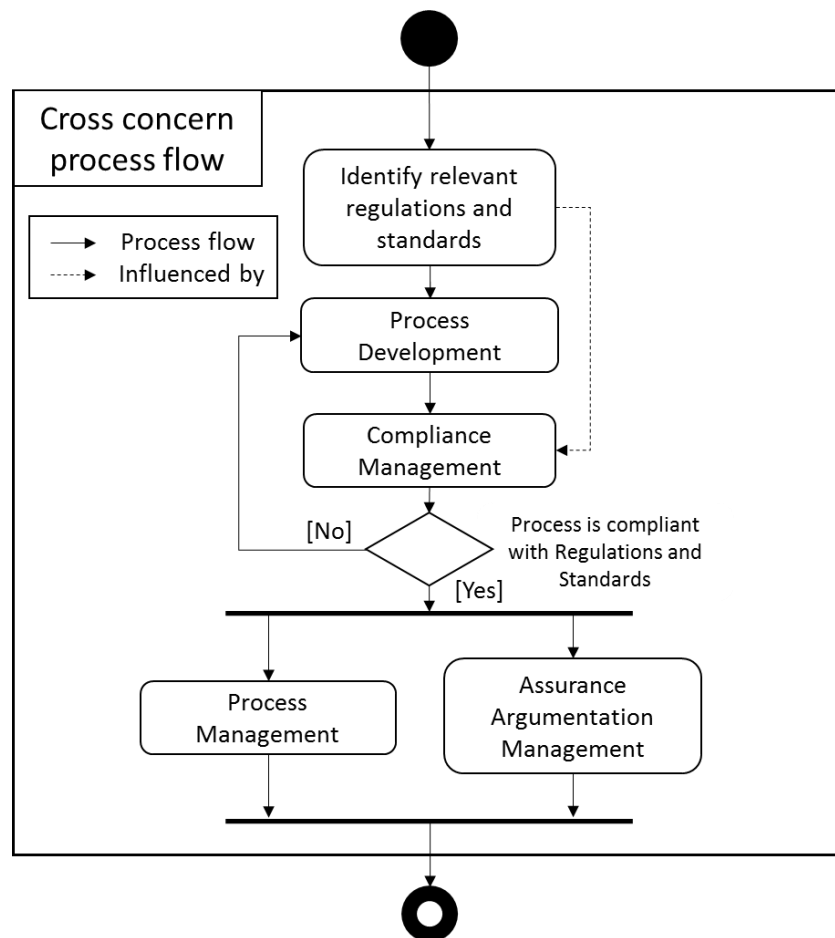 Cross concern
process flow
Process flow
Influenced by
Identify relevant
regulations and
standards
Process
Development
Compliance
Management
[No]
Process is compliant
with Regulations and
Standards
[Yes]
Process
Management
Assurance
Argumentation
Management